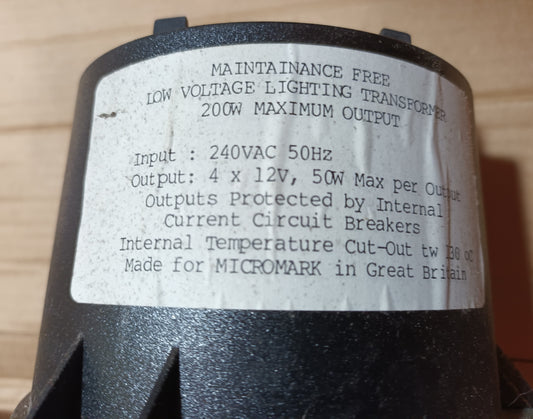 MAINTAINANCE FREE
LOW VOLTAGE LIGHTING TRANSFORMER
200W MAXIMUM OUTPUT
Input : 240VAC 50Hz
Output: 4 x 12V, 50W Max per Output
Outputs Protected by Internal
Current Circuit Breakers
Internal Temperature Cut-Out tw 130 oC
Made for MICROMARK in Great Britain